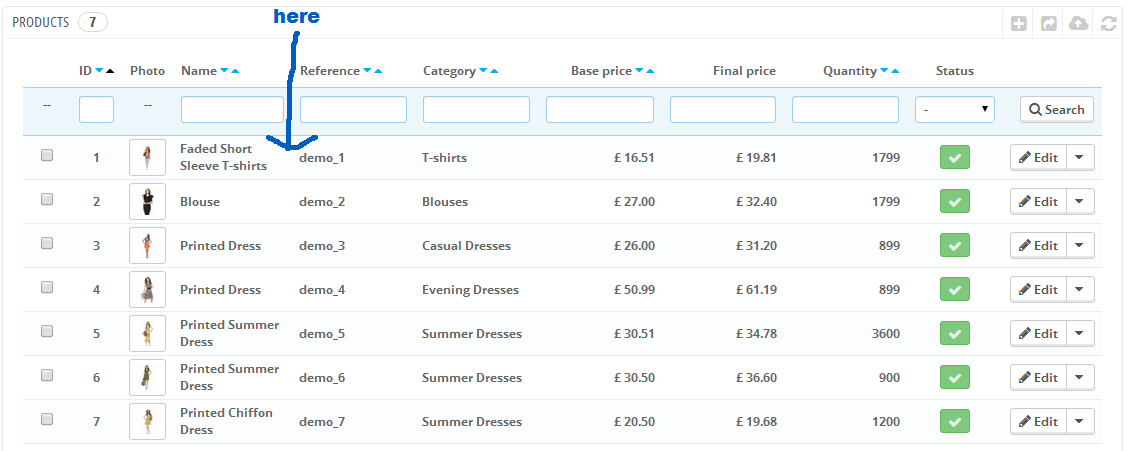 here
PRODUCTS 7
ID Photo Name Reference Category Base price Final price Quantity Status
-- -- - Search
1 Faded Short Sleeve T-shirts demo_1 T-shirts £ 16.51 £ 19.81 1799 Edit
2 Blouse demo_2 Blouses £ 27.00 £ 32.40 1799 Edit
3 Printed Dress demo_3 Casual Dresses £ 26.00 £ 31.20 899 Edit
4 Printed Dress demo_4 Evening Dresses £ 50.99 £ 61.19 899 Edit
5 Printed Summer Dress demo_5 Summer Dresses £ 30.51 £ 34.78 3600 Edit
6 Printed Summer Dress demo_6 Summer Dresses £ 30.50 £ 36.60 900 Edit
7 Printed Chiffon Dress demo_7 Summer Dresses £ 20.50 £ 19.68 1200 Edit